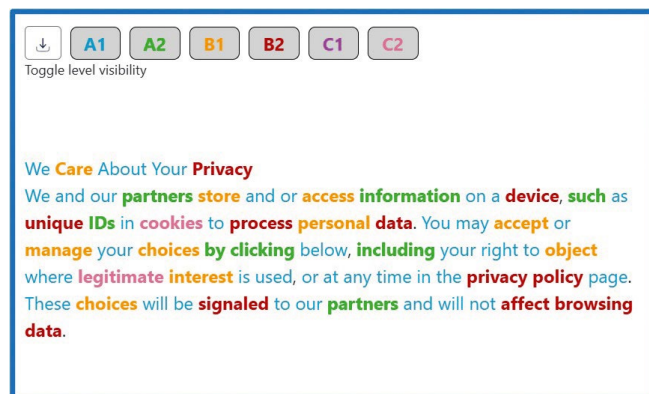 A1 A2 B1 B2 C1 C2
Toggle level visibility
We Care About Your Privacy
We and our partners store and or access information on a device, such as
unique IDs in cookies to process personal data. You may accept or
manage your choices by clicking below, including your right to object
where legitimate interest is used, or at any time in the privacy policy page.
These choices will be signaled to our partners and will not affect browsing
data.